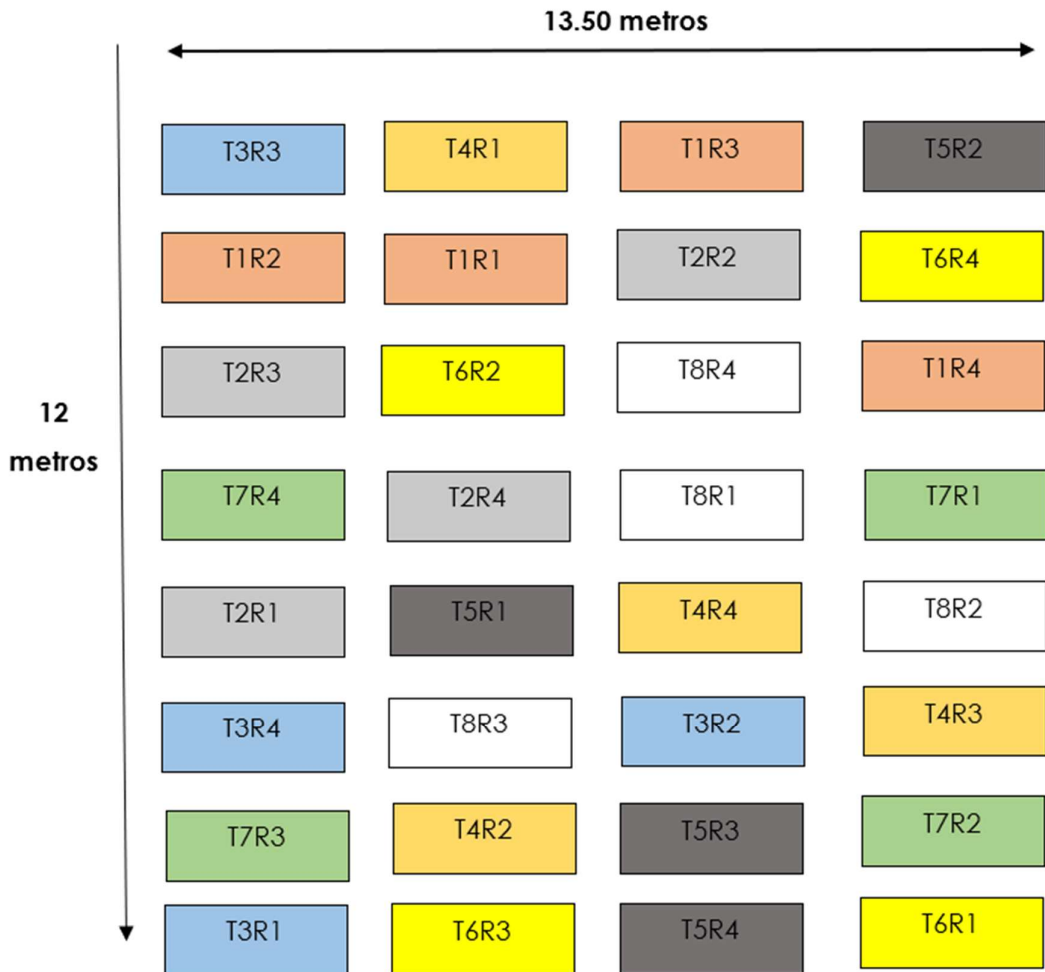 13.50 metros
T3R3 T4R1 T1R3 T5R2
T1R2 T1R1 T2R2 T6R4
T2R3 T6R2 T8R4 T1R4
12
metros
T7R4 T2R4 T8R1 T7R1
T2R1 T5R1 T4R4 T8R2
T3R4 T8R3 T3R2 T4R3
T7R3 T4R2 T5R3 T7R2
T3R1 T6R3 T5R4 T6R1